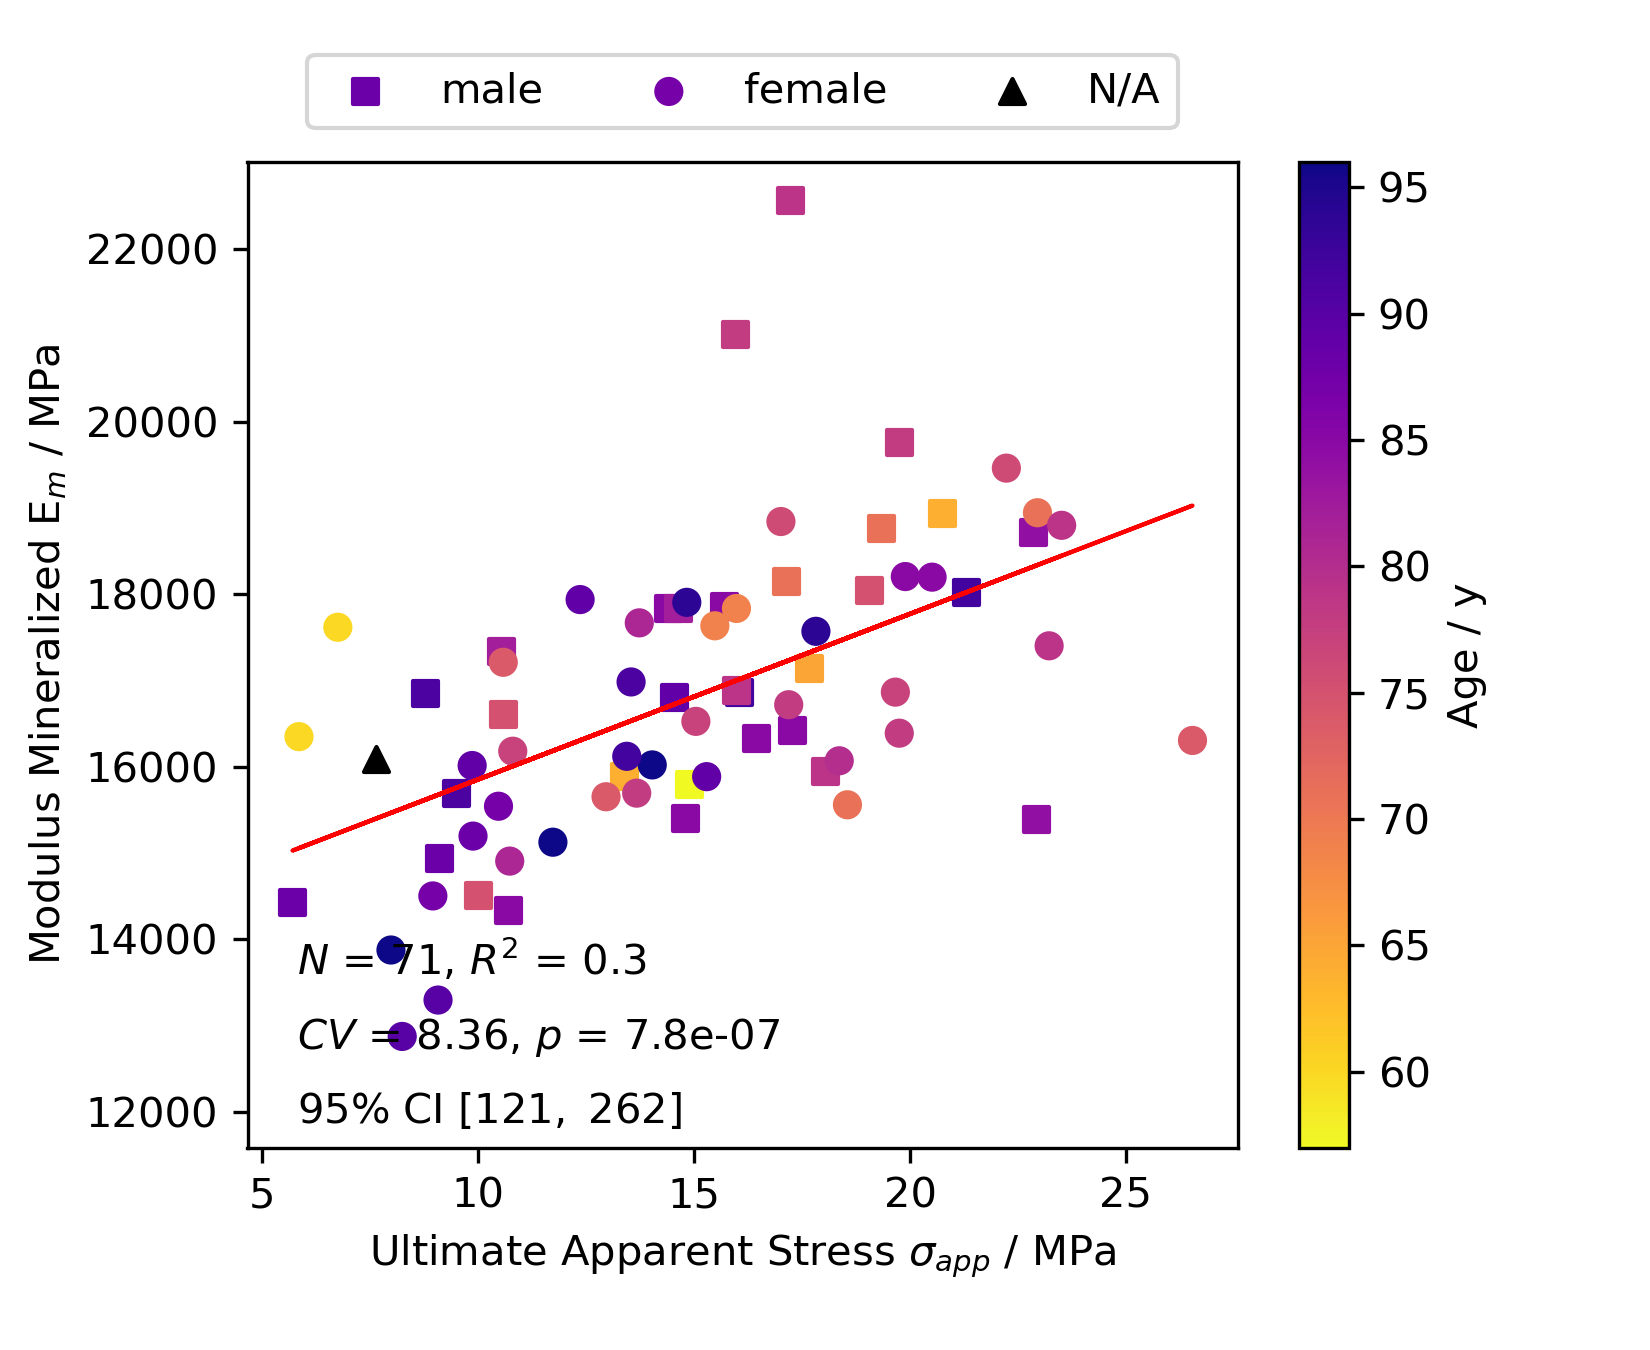 male female N/A
22000
20000
18000
16000
14000
12000
Modulus Mineralized Eₘ / MPa
N = 71, R² = 0.3
CV = 8.36, p = 7.8e-07
95% CI [121, 262]
5 10 15 20 25
Ultimate Apparent Stress σ_app / MPa
95
90
85
80
75
70
65
60
Age / y